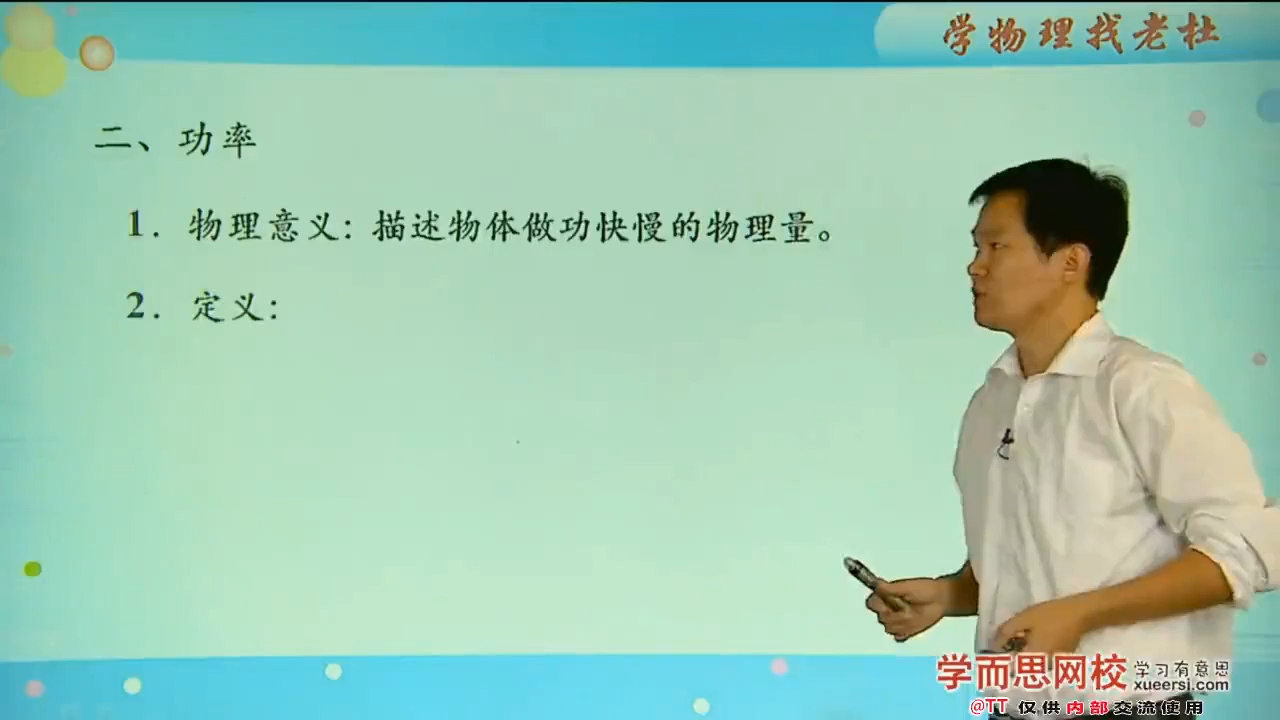 学物理找老杜
二、功率
1. 物理意义：描述物体做功快慢的物理量。
2. 定义：
学而思网校 学习有意思
xueersi.com
@TT 仅供内部交流使用